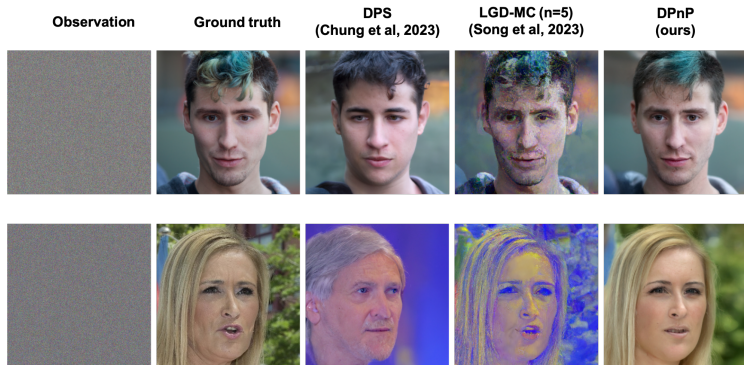 Observation
Ground truth
DPS
(Chung et al, 2023)
LGD-MC (n=5)
(Song et al, 2023)
DPnP
(ours)